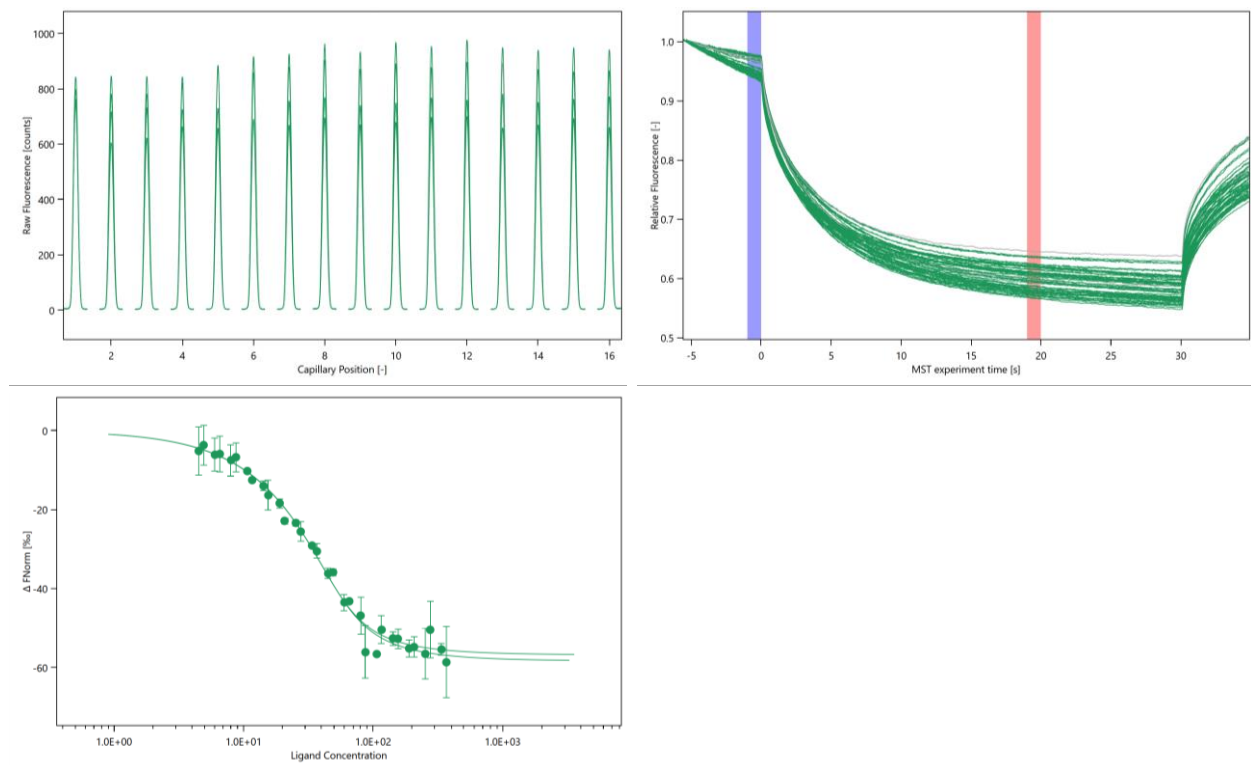 1000
800
600
400
200
0
Raw Fluorescence [counts]
2 4 6 8 10 12 14 16
Capillary Position [-]
1.0
0.9
0.8
0.7
0.6
0.5
Relative Fluorescence [-]
-5 0 5 10 15 20 25 30
MST experiment time [s]
0
-20
-40
-60
Δ FNorm [‰]
1.0E+00 1.0E+01 1.0E+02 1.0E+03
Ligand Concentration